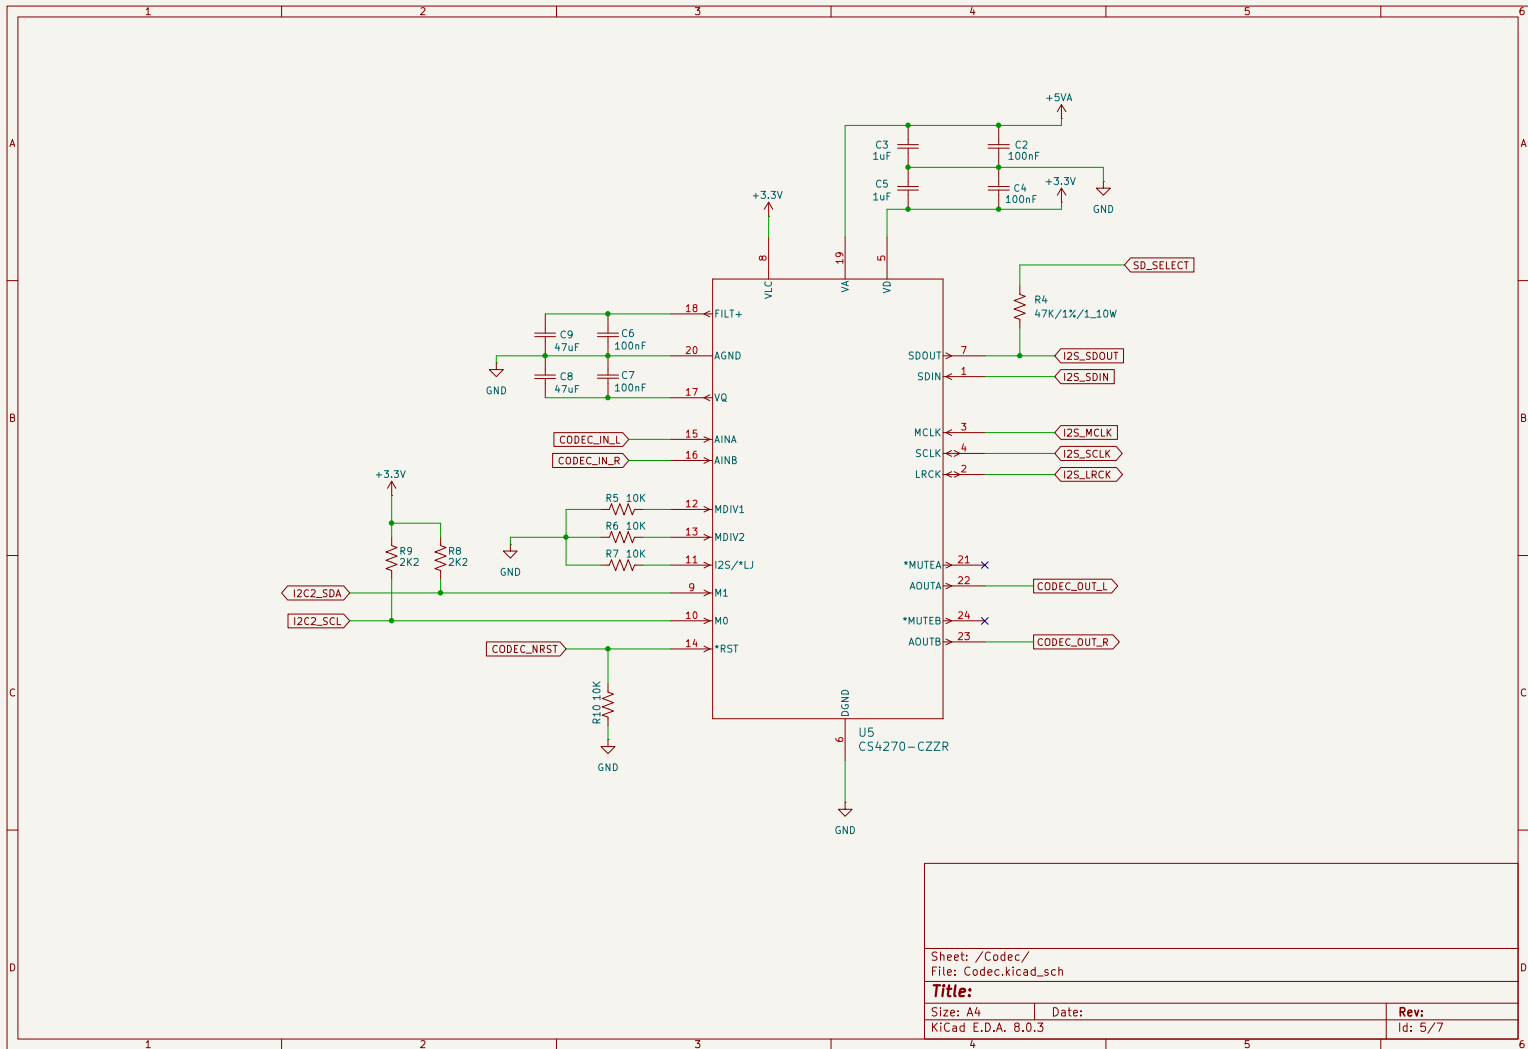 1 2 3 4 5 6
A A
B B
C C
D D
1 2 3 4 5 6
+5VA
C3
1uF
C2
100nF
C5
1uF
C4
100nF
+3.3V
GND
+3.3V
8
VLC
19
VA
5
VD
SD_SELECT
R4
47K/1%/1_10W
18 FILT+
C9
47uF
C6
100nF
20 AGND
GND
C8
47uF
C7
100nF
17 VQ
SDOUT 7 I2S_SDOUT
SDIN 1 I2S_SDIN
MCLK 3 I2S_MCLK
SCLK 4 I2S_SCLK
LRCK 2 I2S_LRCK
CODEC_IN_L 15 AINA
CODEC_IN_R 16 AINB
+3.3V
R5 10K 12 MDIV1
R6 10K 13 MDIV2
R7 10K 11 I2S/*LJ
GND
R9
2K2
R8
2K2
I2C2_SDA 9 M1
I2C2_SCL 10 M0
CODEC_NRST 14 *RST
*MUTEA 21
AOUTA 22 CODEC_OUT_L
*MUTEB 24
AOUTB 23 CODEC_OUT_R
R10 10K
GND
DGND
6
U5
CS4270-CZZR
GND
Sheet: /Codec/
File: Codec.kicad_sch
Title:
Size: A4 Date: Rev:
KiCad E.D.A. 8.0.3 Id: 5/7